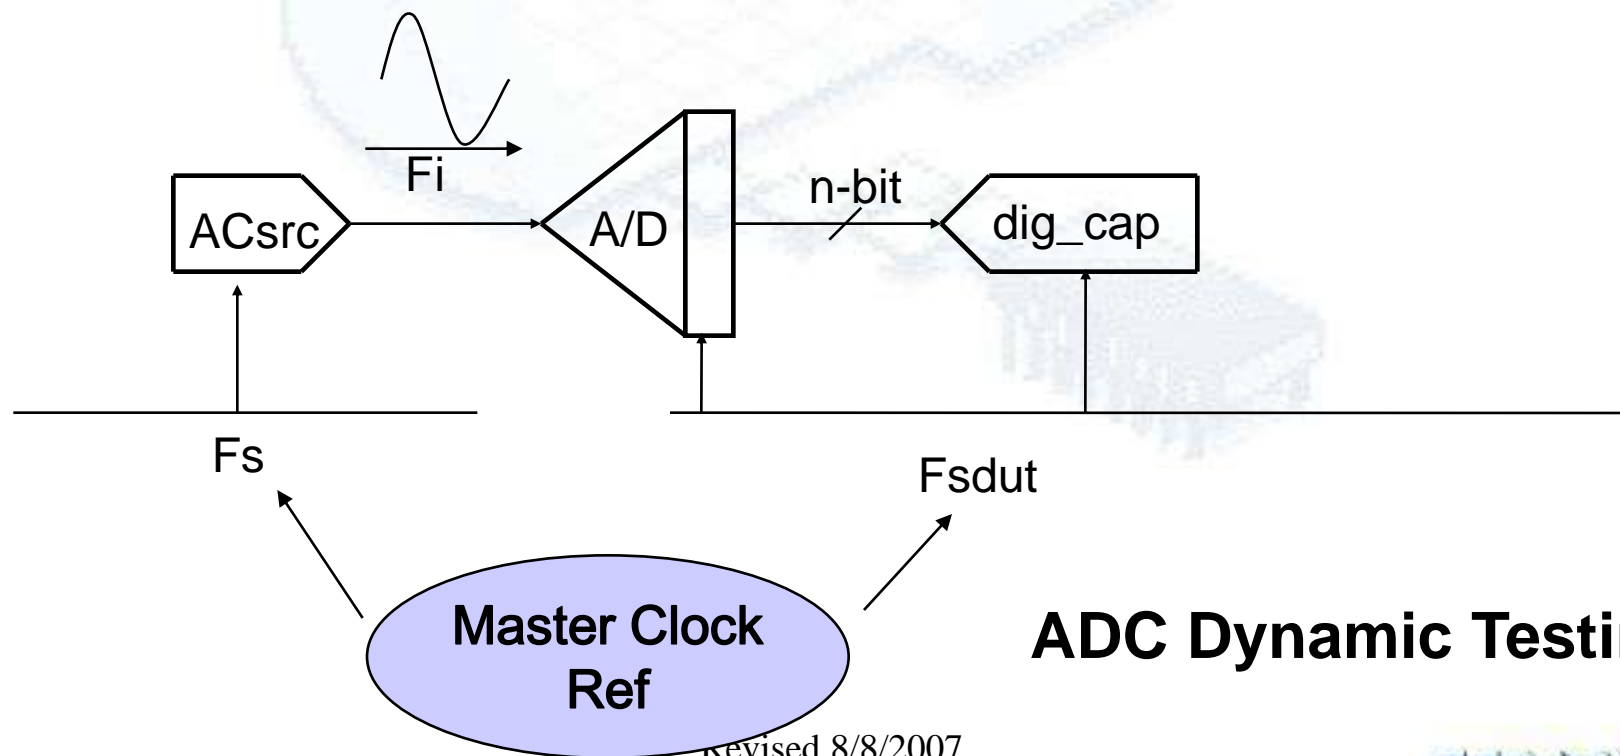 Fi
n-bit
ACsrc
A/D
dig_cap
Fs
Fsdut
Master Clock
Ref
ADC Dynamic Testi
Revised 8/8/2007